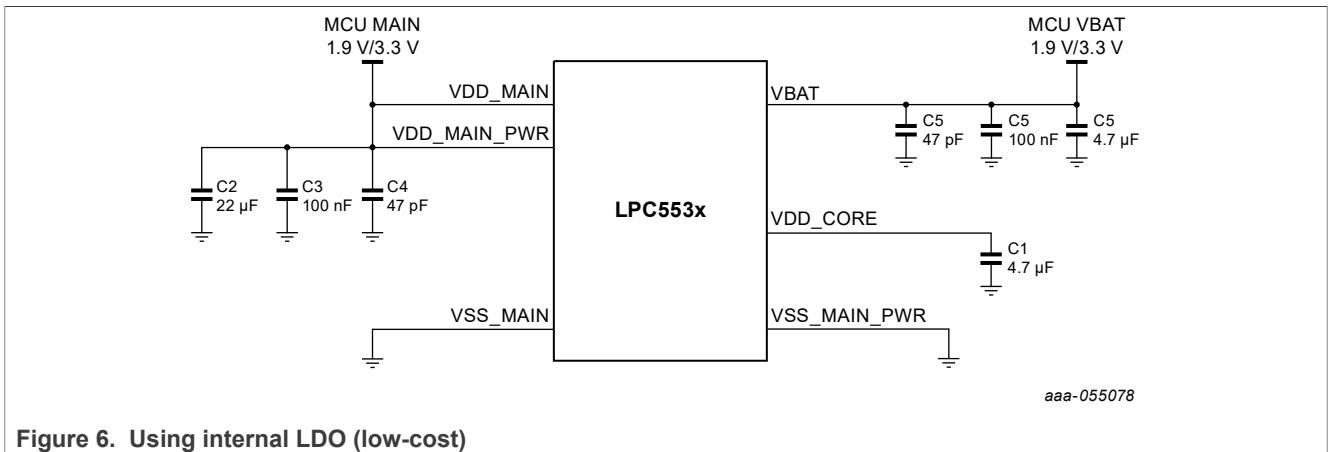 MCU MAIN
1.9 V/3.3 V
MCU VBAT
1.9 V/3.3 V
VDD_MAIN
VBAT
VDD_MAIN_PWR
C5
47 pF
C5
100 nF
C5
4.7 µF
C2
22 µF
C3
100 nF
C4
47 pF
LPC553x
VDD_CORE
C1
4.7 µF
VSS_MAIN
VSS_MAIN_PWR
aaa-055078
Figure 6. Using internal LDO (low-cost)